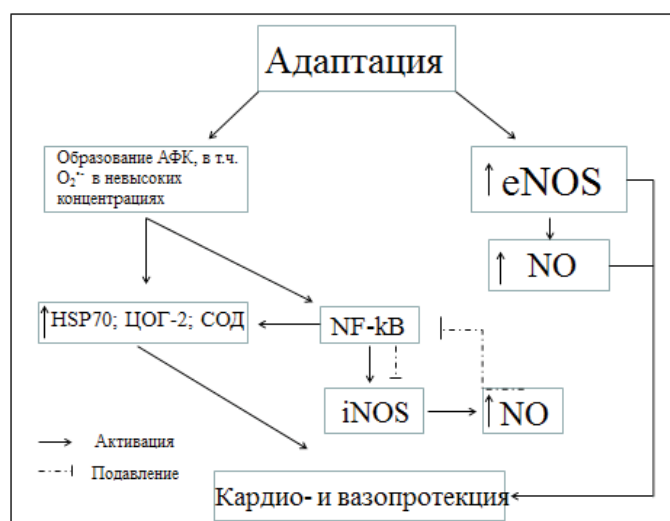 Адаптация
Образование АФК, в т.ч.
O₂•- в невысоких
концентрациях
↑ eNOS
↑ NO
↑HSP70; ЦОГ-2; СОД
NF-kB
iNOS
↑ NO
Активация
Подавление
Кардио- и вазопротекция